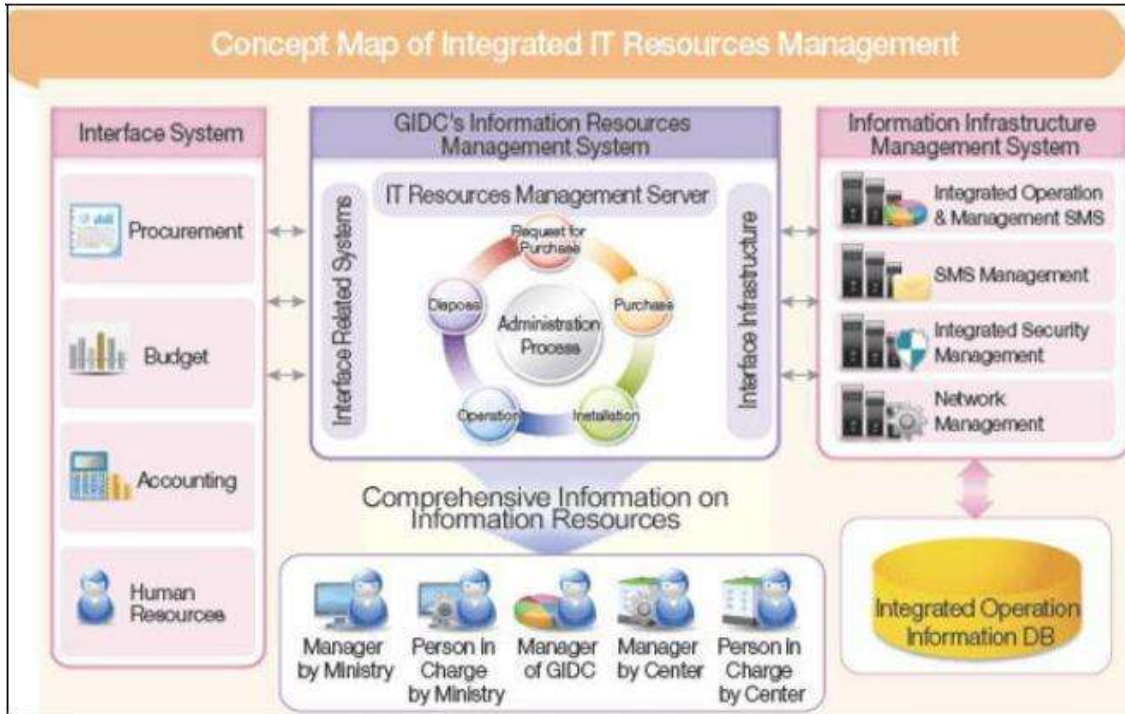 Concept Map of Integrated IT Resources Management
Interface System
Procurement
Budget
Accounting
Human
Resources
GIDC's Information Resources
Management System
IT Resources Management Server
Interface Related Systems
Request for
Purchase
Purchase
Installation
Operation
Dispose
Administration
Process
Interface Infrastructure
Comprehensive Information on
Information Resources
Manager
by Ministry
Person In
Charge
by Ministry
Manager
of GIDC
Manager
by Center
Person In
Charge
by Center
Information Infrastructure
Management System
Integrated Operation
& Management SMS
SMS Management
Integrated Security
Management
Network
Management
Integrated Operation
Information DB